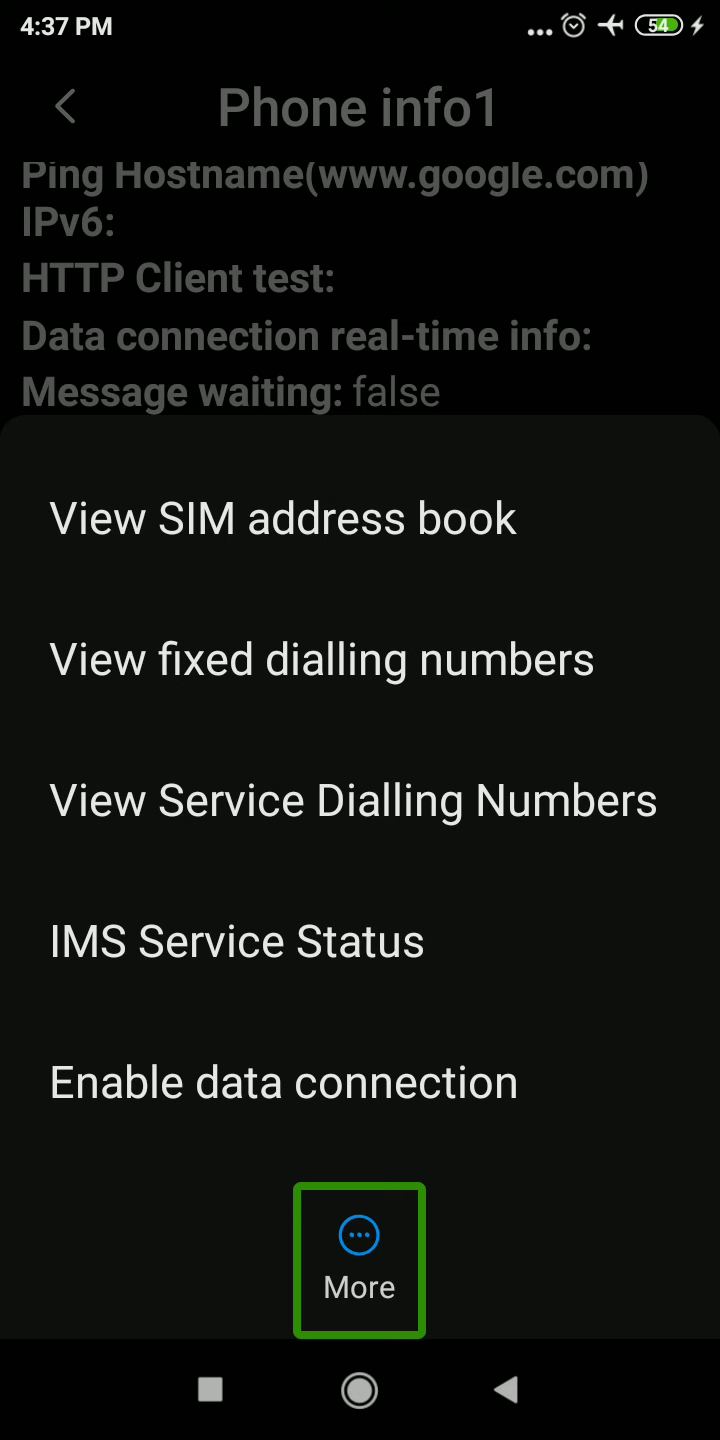 4:37 PM
54
Phone info1
Ping Hostname(www.google.com)
IPv6:
HTTP Client test:
Data connection real-time info:
Message waiting: false
View SIM address book
View fixed dialling numbers
View Service Dialling Numbers
IMS Service Status
Enable data connection
More